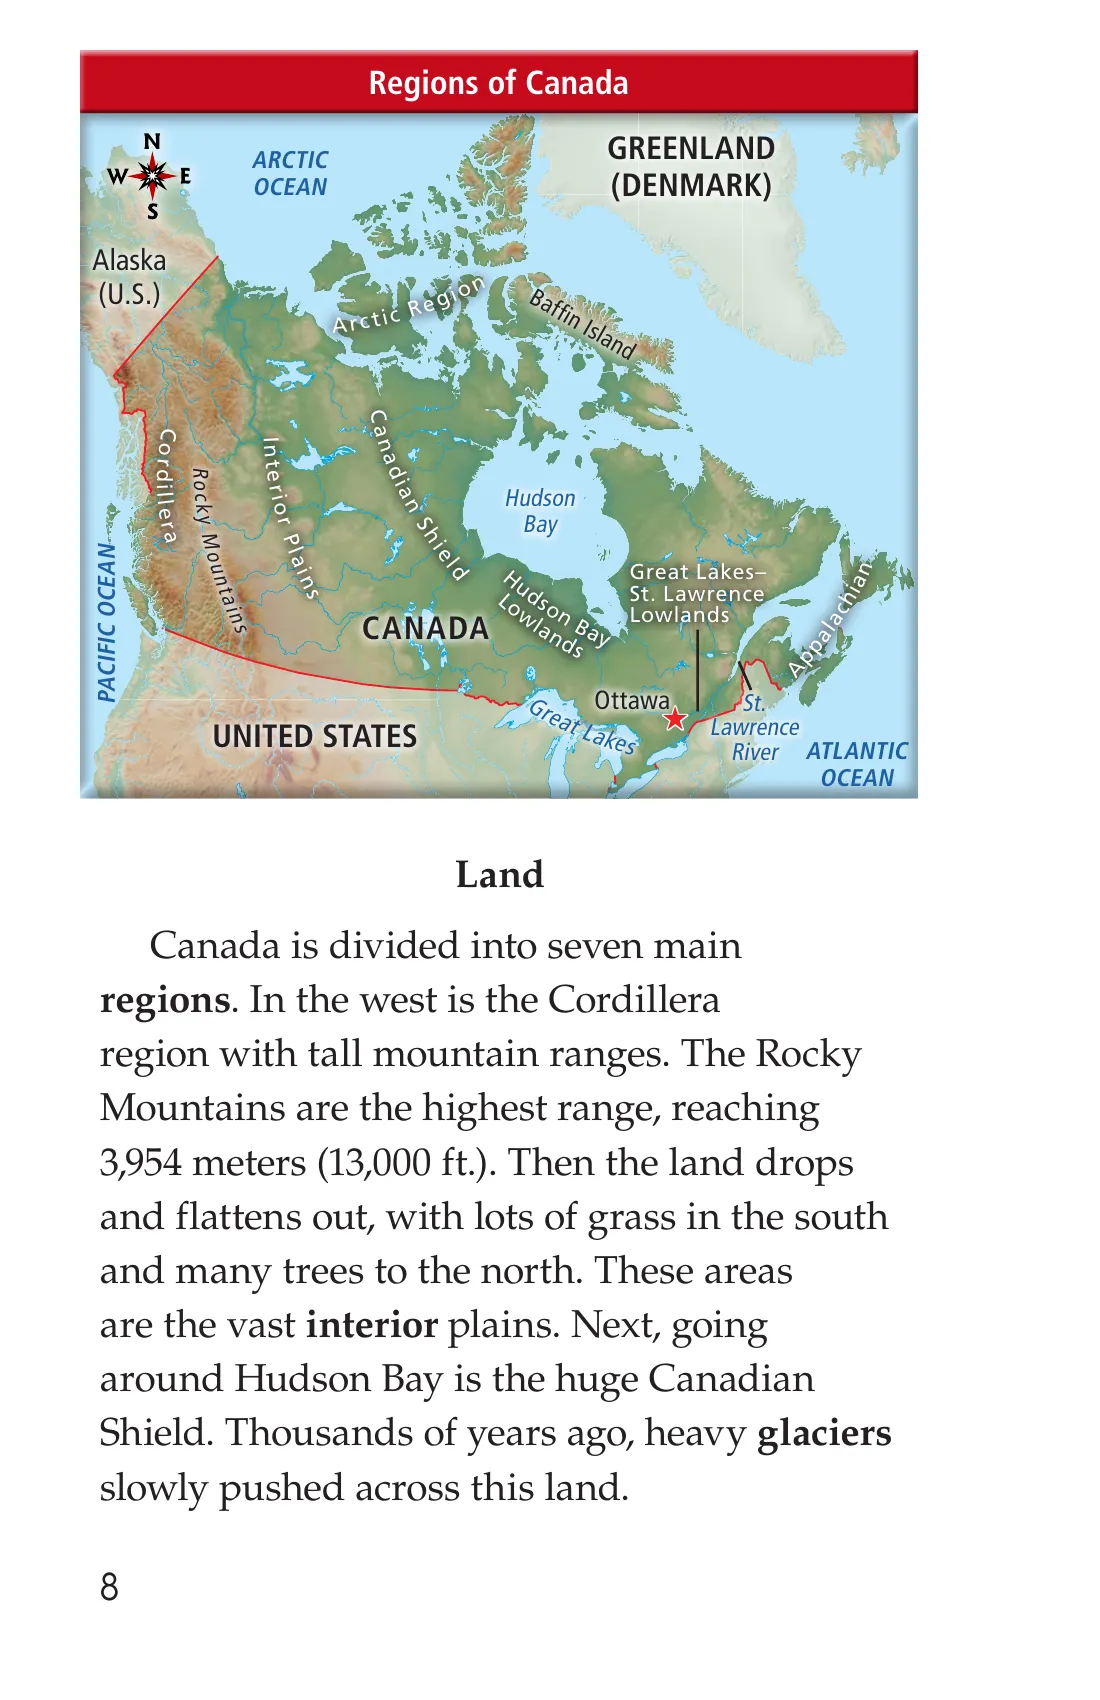 Regions of Canada
N
W E
S
ARCTIC
OCEAN
GREENLAND
(DENMARK)
Alaska
(U.S.)
Arctic Region
Baffin Island
Cordillera
Rocky Mountains
Interior Plains
Canadian Shield
Hudson
Bay
PACIFIC OCEAN
Hudson Bay
Lowlands
Great Lakes–
St. Lawrence
Lowlands
Appalachian
CANADA
Ottawa
Great Lakes
St.
Lawrence
River
UNITED STATES
ATLANTIC
OCEAN
Land
Canada is divided into seven main
regions. In the west is the Cordillera
region with tall mountain ranges. The Rocky
Mountains are the highest range, reaching
3,954 meters (13,000 ft.). Then the land drops
and flattens out, with lots of grass in the south
and many trees to the north. These areas
are the vast interior plains. Next, going
around Hudson Bay is the huge Canadian
Shield. Thousands of years ago, heavy glaciers
slowly pushed across this land.
8